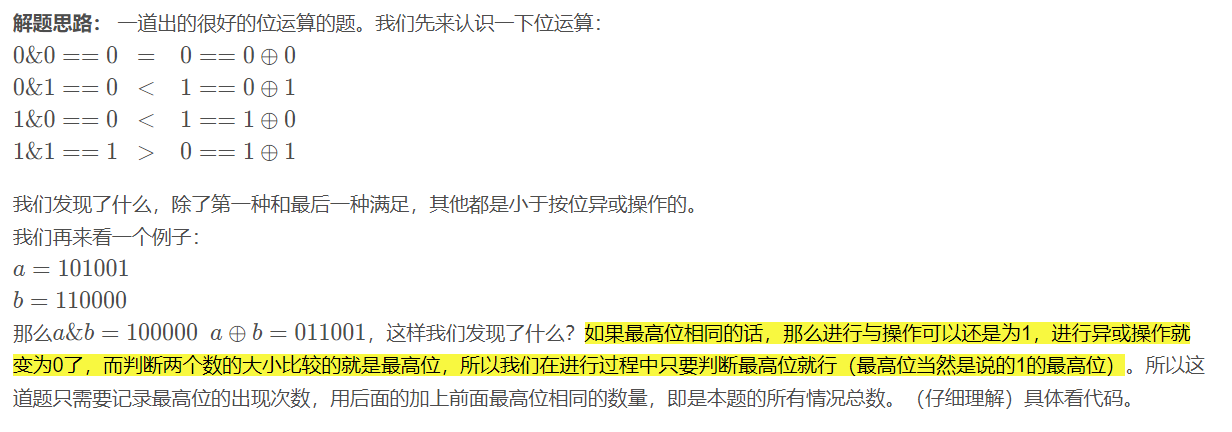 解题思路： 一道出的很好的位运算的题。我们先来认识一下位运算：
0&0 == 0 = 0 == 0 ⊕ 0
0&1 == 0 < 1 == 0 ⊕ 1
1&0 == 0 < 1 == 1 ⊕ 0
1&1 == 1 > 0 == 1 ⊕ 1
我们发现了什么，除了第一种和最后一种满足，其他都是小于按位异或操作的。
我们再来看一个例子：
a = 101001
b = 110000
那么a&b = 100000 a ⊕ b = 011001，这样我们发现了什么？如果最高位相同的话，那么进行与操作可以还是为1，进行异或操作就
变为0了，而判断两个数的大小比较的就是最高位，所以我们在进行过程中只要判断最高位就行（最高位当然是说的1的最高位）。所以这
道题只需要记录最高位的出现次数，用后面的加上前面最高位相同的数量，即是本题的所有情况总数。（仔细理解）具体看代码。